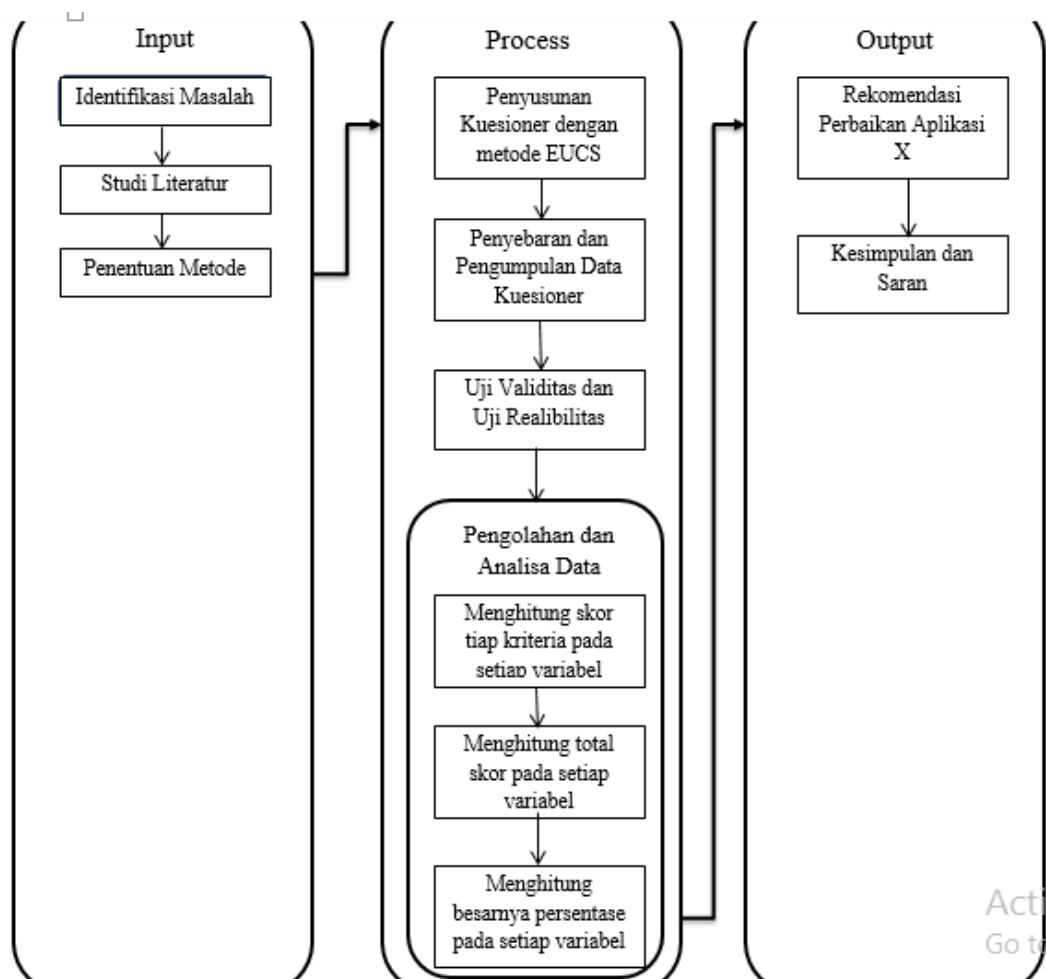 Input
Identifikasi Masalah
Studi Literatur
Penentuan Metode
Process
Penyusunan
Kuesioner dengan
metode EUCS
Penyebaran dan
Pengumpulan Data
Kuesioner
Uji Validitas dan
Uji Realibilitas
Pengolahan dan
Analisa Data
Menghitung skor
tiap kriteria pada
setiap variabel
Menghitung total
skor pada setiap
variabel
Menghitung
besarnya persentase
pada setiap variabel
Output
Rekomendasi
Perbaikan Aplikasi
X
Kesimpulan dan
Saran
Acti
Go to